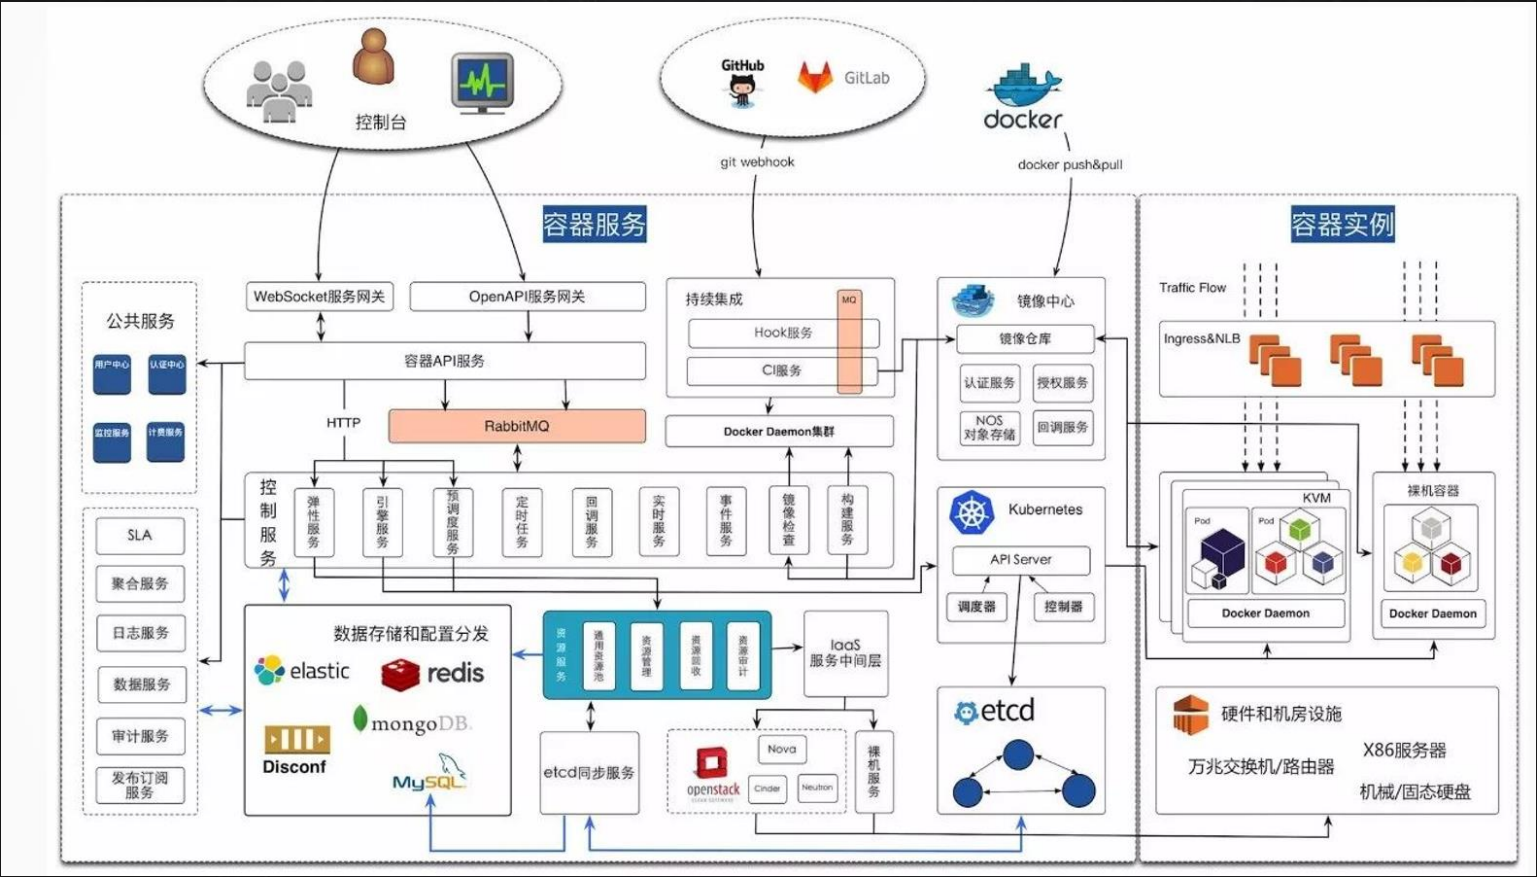 控制台
GitHub
GitLab
docker
git webhook
docker push&pull
容器服务
容器实例
公共服务
用户中心
认证中心
监控服务
计费服务
SLA
聚合服务
日志服务
数据服务
审计服务
发布订阅
服务
WebSocket服务网关
OpenAPI服务网关
容器API服务
HTTP
RabbitMQ
控制服务
弹性服务
引擎服务
预调度服务
定时任务
回调服务
实时服务
事件服务
镜像检查
构建服务
持续集成
MQ
Hook服务
CI服务
Docker Daemon集群
镜像中心
镜像仓库
认证服务
授权服务
NOS
对象存储
回调服务
Kubernetes
API Server
调度器
控制器
数据存储和配置分发
elastic
redis
mongoDB
Disconf
MySQL
资源服务
通用资源池
资源管理
资源回收
资源审计
IaaS
服务中间层
etcd同步服务
openstack
Nova
Cinder
Neutron
裸机服务
etcd
Traffic Flow
Ingress&NLB
KVM
Pod
Pod
Docker Daemon
裸机容器
Docker Daemon
硬件和机房设施
X86服务器
万兆交换机/路由器
机械/固态硬盘